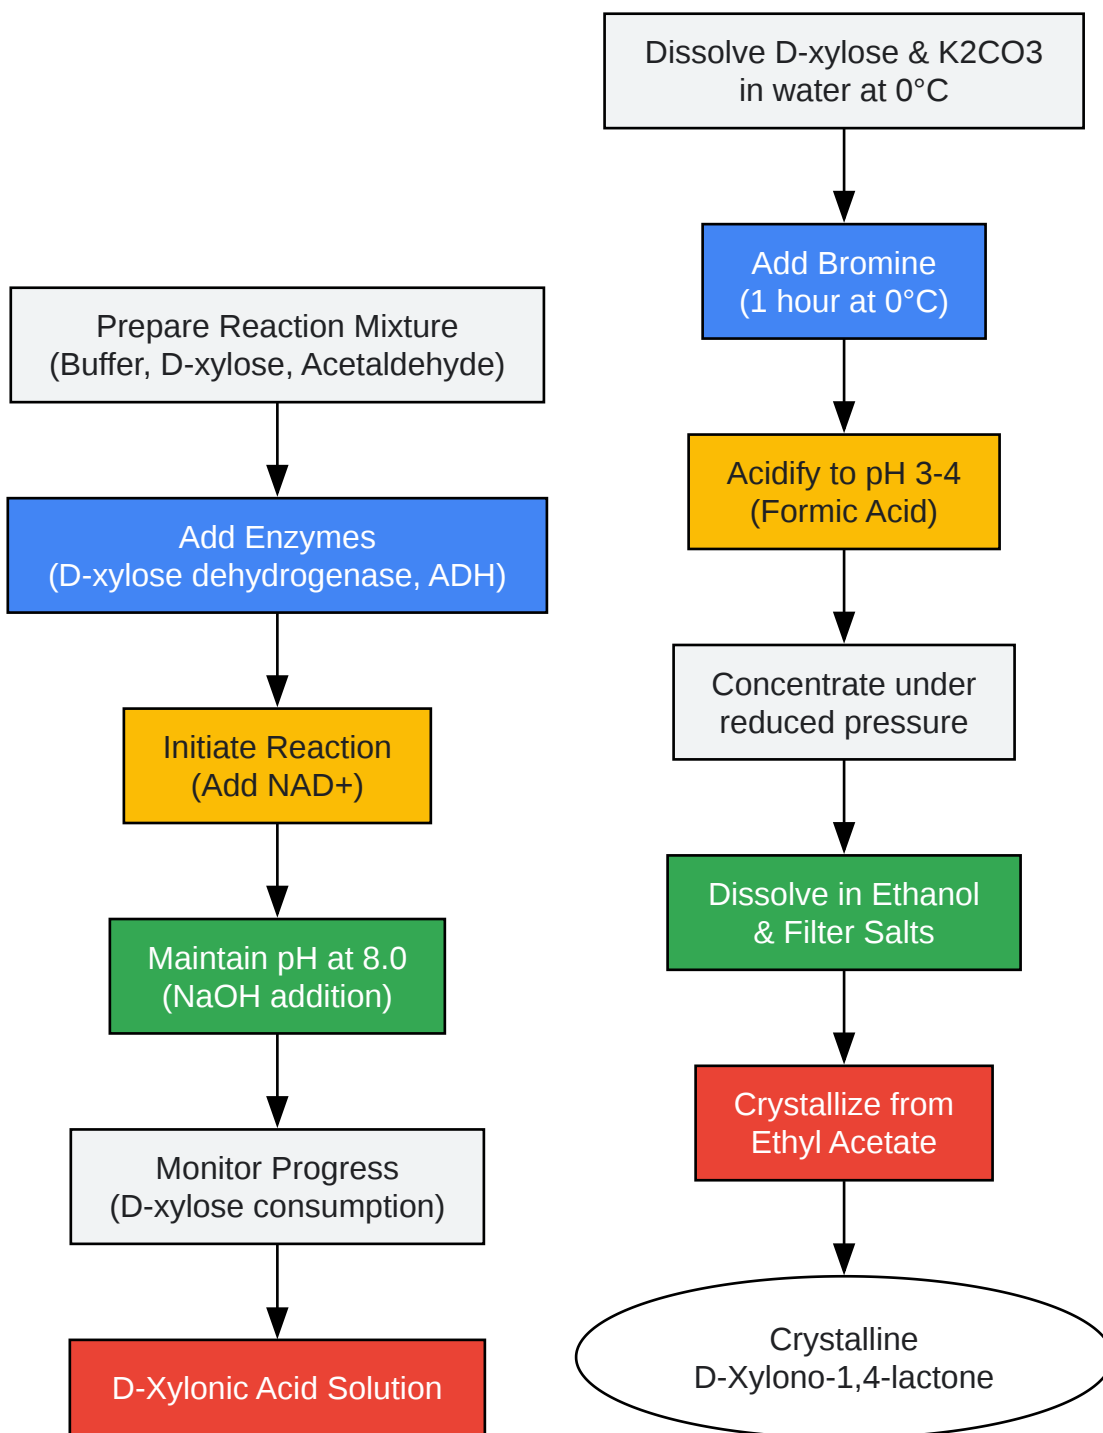 Prepare Reaction Mixture
(Buffer, D-xylose, Acetaldehyde)
Add Enzymes
(D-xylose dehydrogenase, ADH)
Initiate Reaction
(Add NAD+)
Maintain pH at 8.0
(NaOH addition)
Monitor Progress
(D-xylose consumption)
D-Xylonic Acid Solution
Dissolve D-xylose & K2CO3
in water at 0°C
Add Bromine
(1 hour at 0°C)
Acidify to pH 3-4
(Formic Acid)
Concentrate under
reduced pressure
Dissolve in Ethanol
& Filter Salts
Crystallize from
Ethyl Acetate
Crystalline
D-Xylono-1,4-lactone